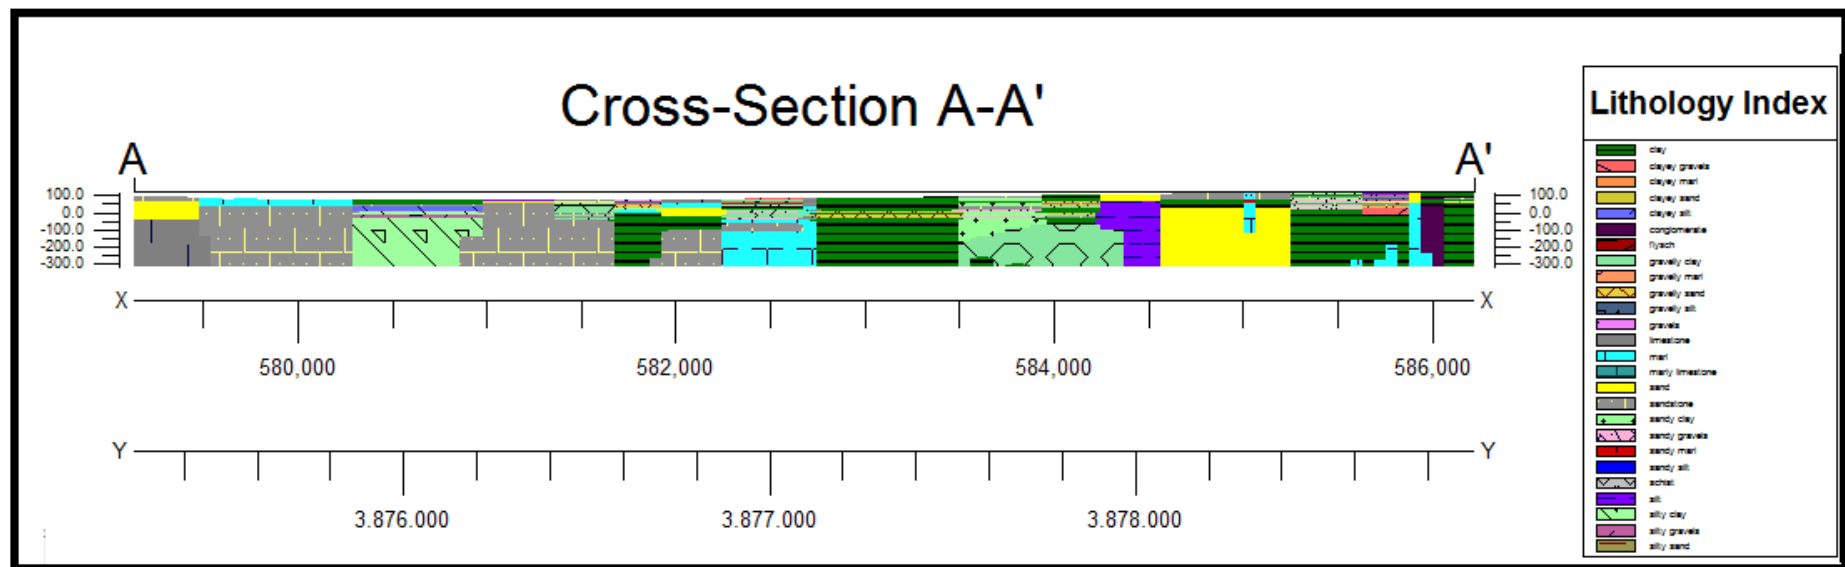 Cross-Section A-A'
Lithology Index
A
A'
100.0
0.0
-100.0
-200.0
-300.0
100.0
0.0
-100.0
-200.0
-300.0
X
X
580,000
582,000
584,000
586,000
Y
Y
3.876.000
3.877.000
3.878.000
clay
clayey gravels
clayey marl
clayey sand
clayey silt
conglomerate
flysch
gravelly clay
gravelly marl
gravelly sand
gravelly silt
gravels
limestone
marl
marly limestone
sand
sandstone
sandy clay
sandy gravels
sandy marl
sandy silt
schist
silt
silty clay
silty gravels
silty sand